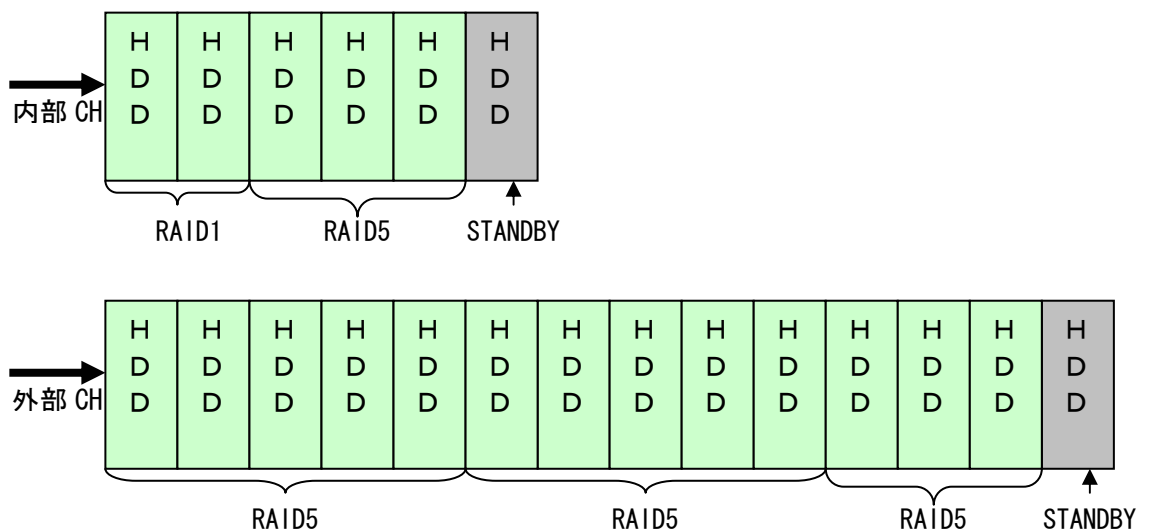 H H H H H H
D D D D D D
内部 CH
D D D D D D
RAID1 RAID5 STANDBY
H H H H H H H H H H H H H H
D D D D D D D D D D D D D D
外部 CH
D D D D D D D D D D D D D D
RAID5 RAID5 RAID5 STANDBY